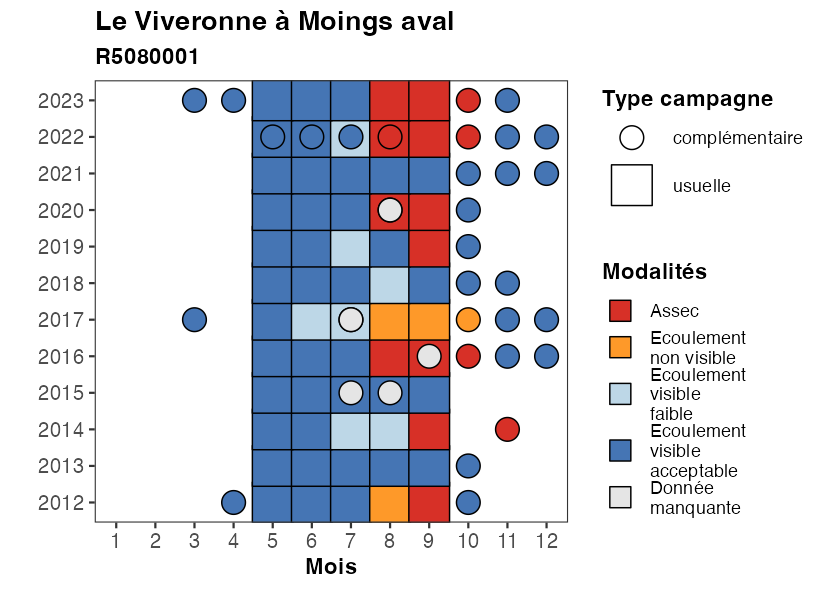 Le Viveronne à Moings aval
R5080001
2023
2022
2021
2020
2019
2018
2017
2016
2015
2014
2013
2012
1 2 3 4 5 6 7 8 9 10 11 12
Mois
Type campagne
complémentaire
usuelle
Modalités
Assec
Ecoulement
non visible
Ecoulement
visible
faible
Ecoulement
visible
acceptable
Donnée
manquante